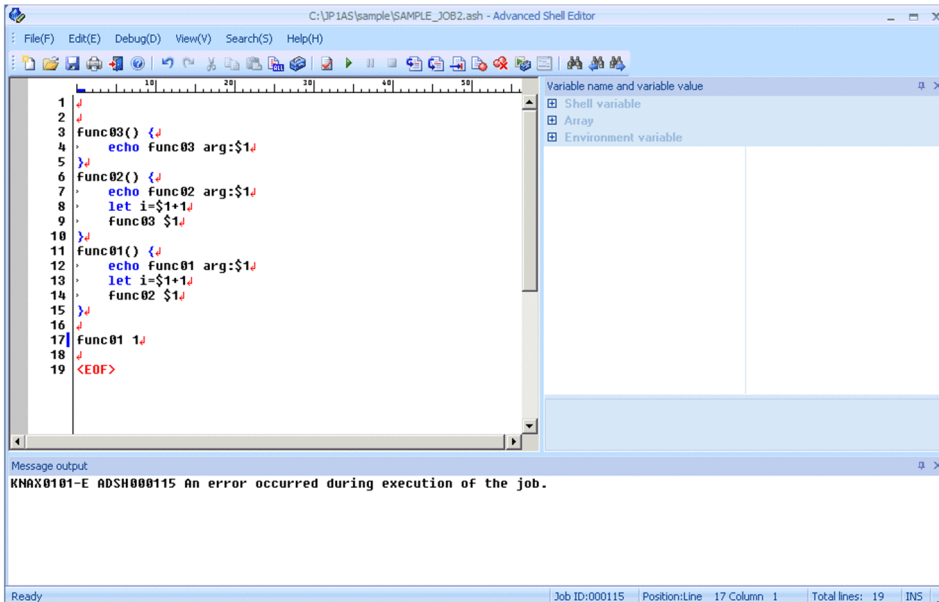 C:\JP1AS\sample\SAMPLE_JOB2.ash - Advanced Shell Editor
File(F) Edit(E) Debug(D) View(V) Search(S) Help(H)
10 20 30 40 50
1
2
3 func03() {
4 echo func03 arg:$1
5 }
6 func02() {
7 echo func02 arg:$1
8 let i=$1+1
9 func03 $1
10 }
11 func01() {
12 echo func01 arg:$1
13 let i=$1+1
14 func02 $1
15 }
16
17 func01 1
18
19 <EOF>
Variable name and variable value
Shell variable
Array
Environment variable
Message output
KNAX0101-E ADSH000115 An error occurred during execution of the job.
Ready Job ID:000115 Position:Line 17 Column 1 Total lines: 19 INS